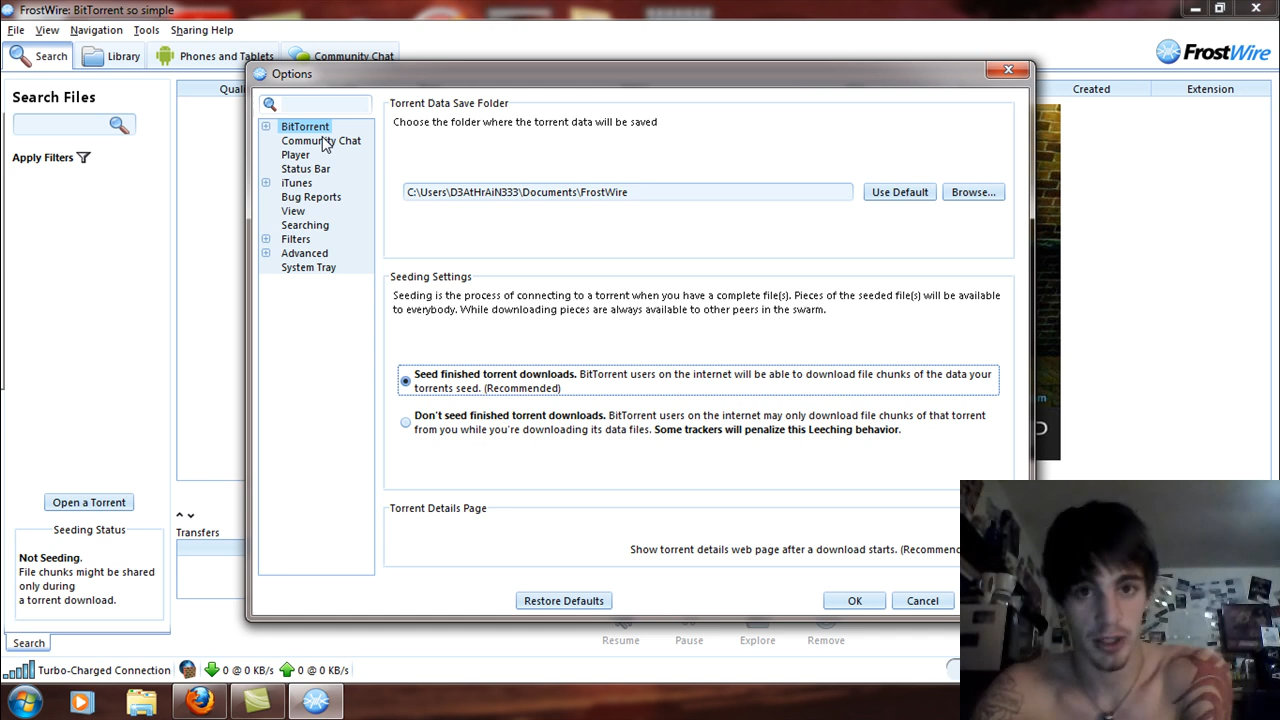 FrostWire: BitTorrent so simple
File View Navigation Tools Sharing Help
Search Library Phones and Tablets Community Chat
FrostWire
Options
Search Files
Apply Filters
Created Extension
BitTorrent
Community Chat
Player
Status Bar
iTunes
Bug Reports
View
Searching
Filters
Advanced
System Tray
Torrent Data Save Folder
Choose the folder where the torrent data will be saved
C:\Users\D3AtHrAiN333\Documents\FrostWire
Use Default Browse...
Seeding Settings
Seeding is the process of connecting to a torrent when you have a complete file(s). Pieces of the seeded file(s) will be available
to everybody. While downloading pieces are always available to other peers in the swarm.
Seed finished torrent downloads. BitTorrent users on the internet will be able to download file chunks of the data your
torrents seed. (Recommended)
Don't seed finished torrent downloads. BitTorrent users on the internet may only download file chunks of that torrent
from you while you're downloading its data files. Some trackers will penalize this Leeching behavior.
Torrent Details Page
Show torrent details web page after a download starts.
Restore Defaults OK Cancel
Open a Torrent
Seeding Status
Not Seeding.
File chunks might be shared
only during
a torrent download.
Transfers
Resume Pause Explore Remove
Search
Turbo-Charged Connection 0 @ 0 KB/s 0 @ 0 KB/s